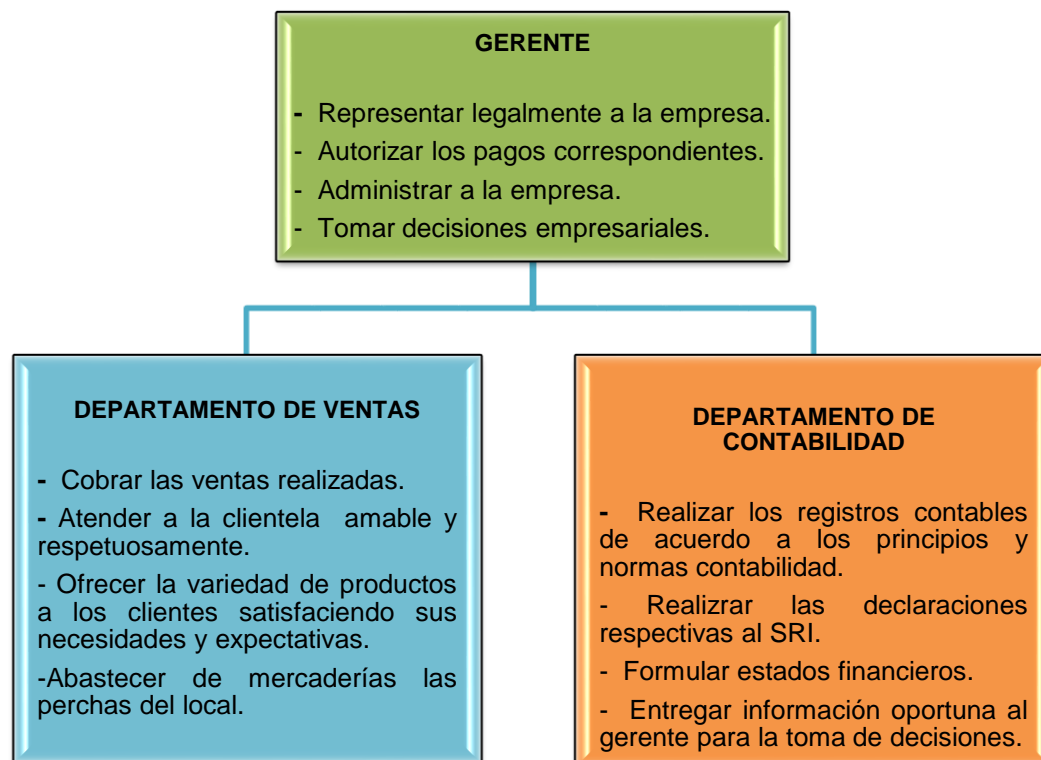 GERENTE
- Representar legalmente a la empresa.
- Autorizar los pagos correspondientes.
- Administrar a la empresa.
- Tomar decisiones empresariales.
DEPARTAMENTO DE VENTAS
- Cobrar las ventas realizadas.
- Atender a la clientela amable y
respetuosamente.
- Ofrecer la variedad de productos
a los clientes satisfaciendo sus
necesidades y expectativas.
-Abastecer de mercaderías las
perchas del local.
DEPARTAMENTO DE
CONTABILIDAD
- Realizar los registros contables
de acuerdo a los principios y
normas contabilidad.
- Realizrar las declaraciones
respectivas al SRI.
- Formular estados financieros.
- Entregar información oportuna al
gerente para la toma de decisiones.